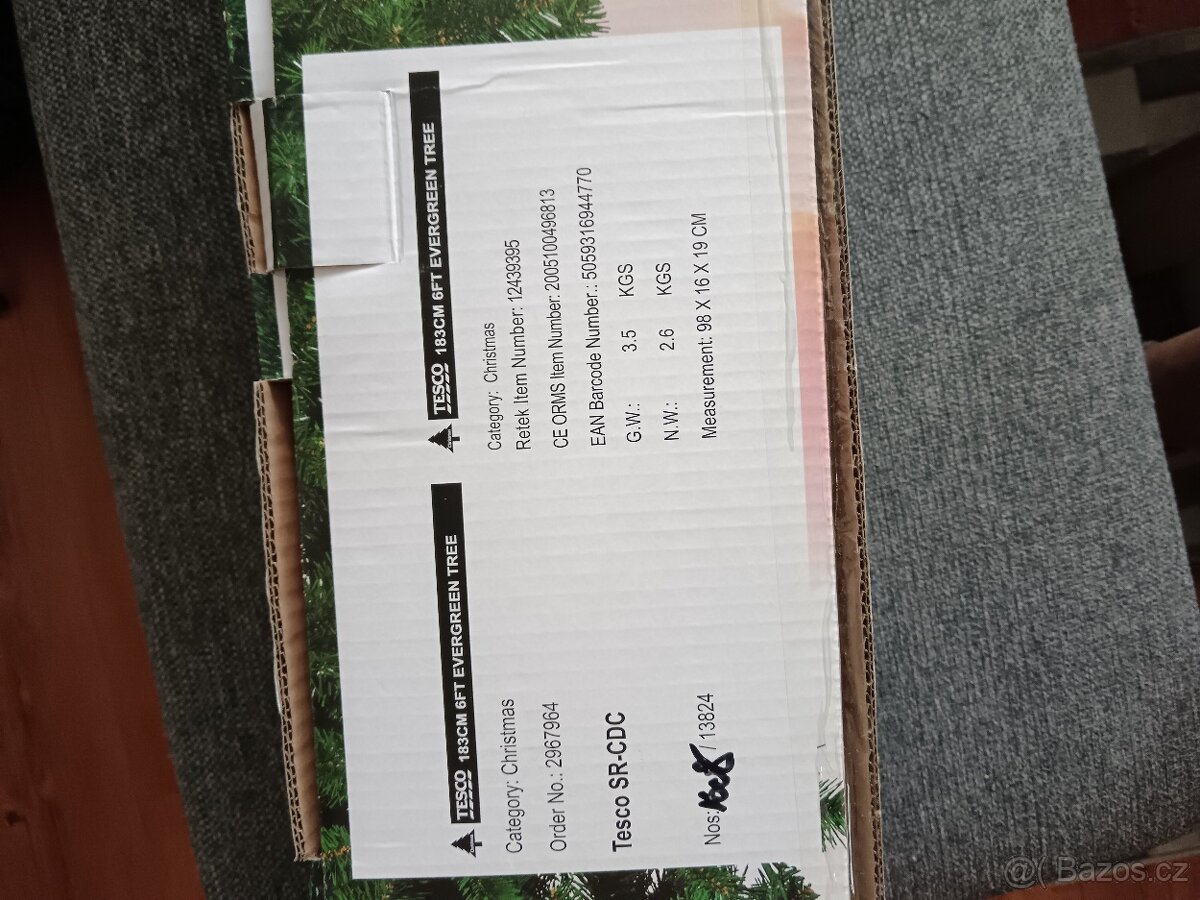 TESCO 183CM 6FT EVERGREEN TREE
Category: Christmas
Order No.: 2967964
Tesco SR-CDC
Nos: / 13824
TESCO 183CM 6FT EVERGREEN TREE
Category: Christmas
Retek Item Number: 12439395
CE ORMS Item Number: 2005100496813
EAN Barcode Number.: 5059316944770
G.W.: 3.5 KGS
N.W.: 2.6 KGS
Measurement: 98 X 16 X 19 CM
@( Bazos.cz